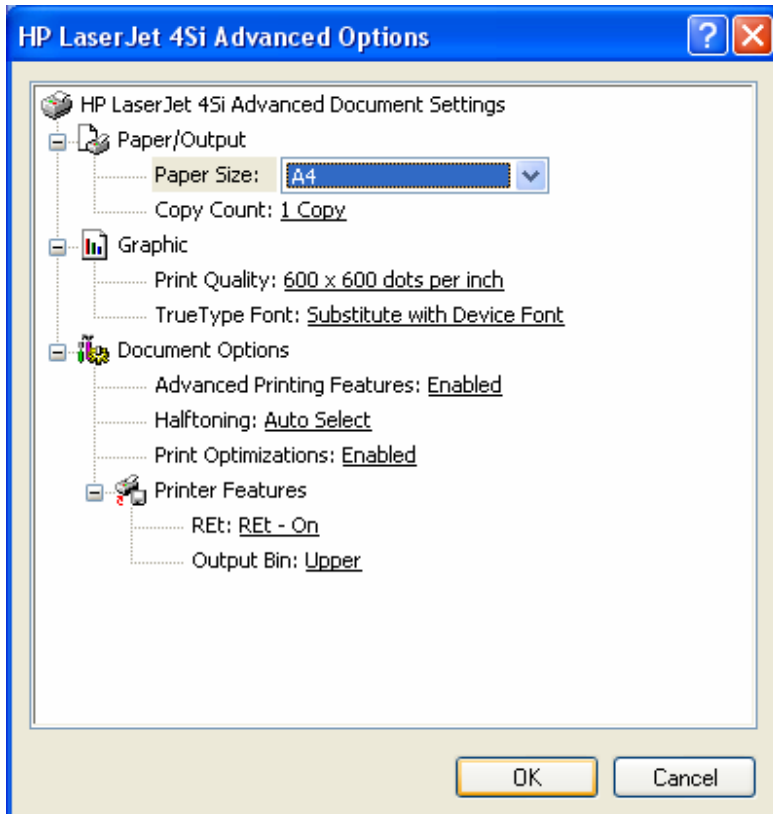 HP LaserJet 4Si Advanced Options
HP LaserJet 4Si Advanced Document Settings
Paper/Output
Paper Size: A4
Copy Count: 1 Copy
Graphic
Print Quality: 600 x 600 dots per inch
TrueType Font: Substitute with Device Font
Document Options
Advanced Printing Features: Enabled
Halftoning: Auto Select
Print Optimizations: Enabled
Printer Features
REt: REt - On
Output Bin: Upper
OK Cancel